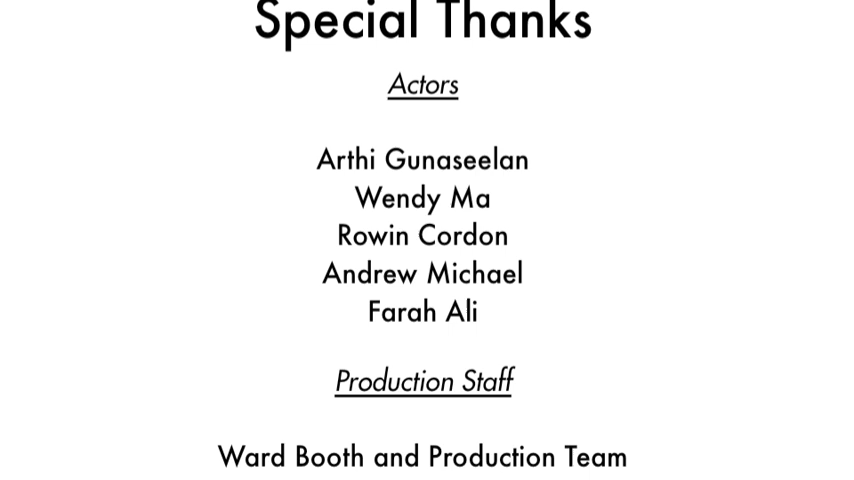 Special Thanks
Actors
Arthi Gunaseelan
Wendy Ma
Rowin Cordon
Andrew Michael
Farah Ali
Production Staff
Ward Booth and Production Team